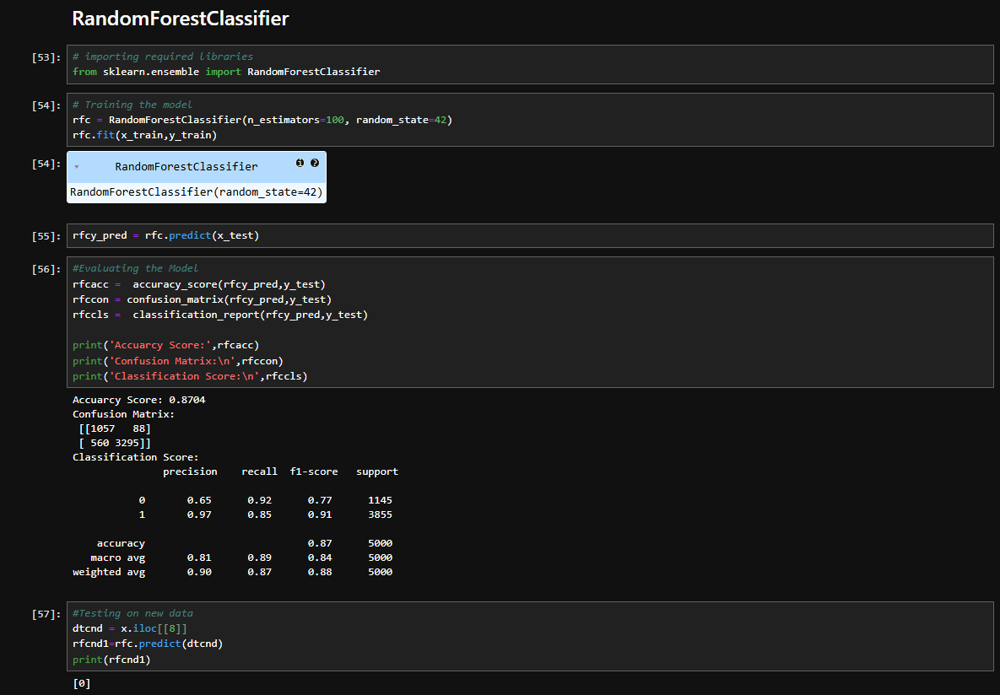 RandomForestClassifier
[53]: # importing required libraries
from sklearn.ensemble import RandomForestClassifier
[54]: # Training the model
rfc = RandomForestClassifier(n_estimators=100, random_state=42)
rfc.fit(x_train,y_train)
[54]: ▾ RandomForestClassifier i ?
RandomForestClassifier(random_state=42)
[55]: rfcy_pred = rfc.predict(x_test)
[56]: #Evaluating the Model
rfcacc =  accuracy_score(rfcy_pred,y_test)
rfccon = confusion_matrix(rfcy_pred,y_test)
rfccls =  classification_report(rfcy_pred,y_test)
print('Accuarcy Score:',rfcacc)
print('Confusion Matrix:\n',rfccon)
print('Classification Score:\n',rfccls)
Accuarcy Score: 0.8704
Confusion Matrix:
[[1057   88]
[ 560 3295]]
Classification Score:
precision    recall  f1-score   support
0       0.65      0.92      0.77      1145
1       0.97      0.85      0.91      3855
accuracy                           0.87      5000
macro avg       0.81      0.89      0.84      5000
weighted avg       0.90      0.87      0.88      5000
[57]: #Testing on new data
dtcnd = x.iloc[[8]]
rfcnd1=rfc.predict(dtcnd)
print(rfcnd1)
[0]